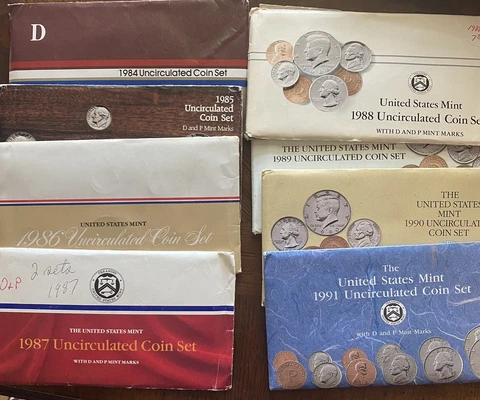 D
1984 Uncirculated Coin Set
1985
Uncirculated
Coin Set
D and P Mint Marks
UNITED STATES MINT
1986 Uncirculated Coin Set
D&P
2 sets
1987
THE UNITED STATES MINT
1987 Uncirculated Coin Set
WITH D AND P MINT MARKS
United States Mint
1988 Uncirculated Coin Set
WITH D AND P MINT MARKS
THE UNITED STATES MINT
1989 UNCIRCULATED COIN SET
THE
UNITED STATES
MINT
1990 UNCIRCULATED
COIN SET
The
United States Mint
1991 Uncirculated Coin Set
with D and P Mint Marks